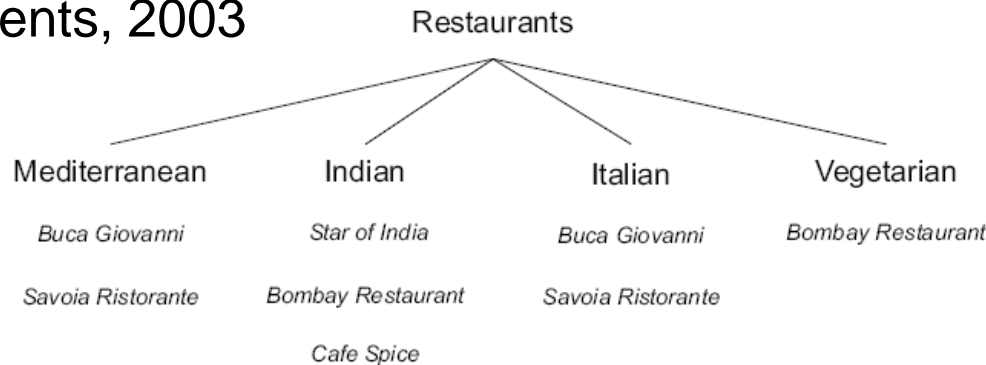 ents, 2003
Restaurants
Mediterranean Indian Italian Vegetarian
Buca Giovanni Star of India Buca Giovanni Bombay Restaurant
Savoia Ristorante Bombay Restaurant Savoia Ristorante
Cafe Spice